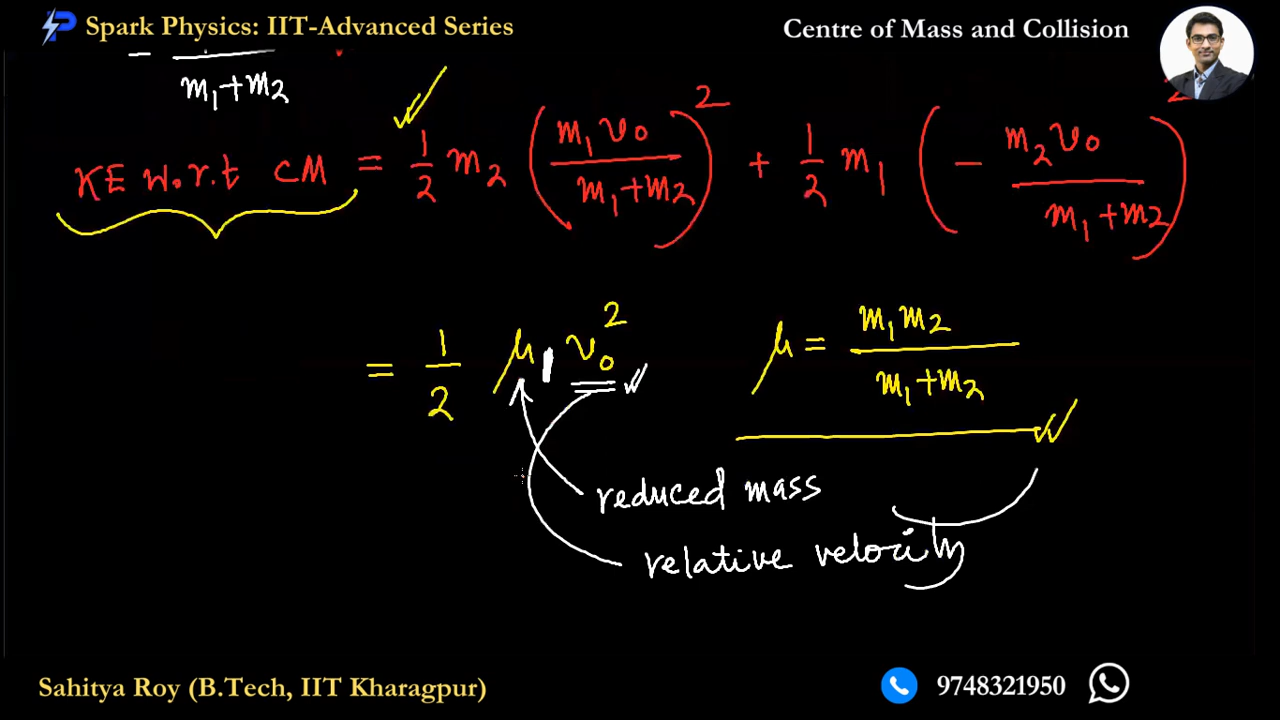 Spark Physics: IIT-Advanced Series
Centre of Mass and Collision
m₁+m₂
KE w.r.t CM = 1/2 m₂ (m₁v₀/(m₁+m₂))² + 1/2 m₁ (- m₂v₀/(m₁+m₂))²
= 1/2 μ v₀²
μ = m₁m₂/(m₁+m₂)
reduced mass
relative velocity
Sahitya Roy (B.Tech, IIT Kharagpur)
9748321950